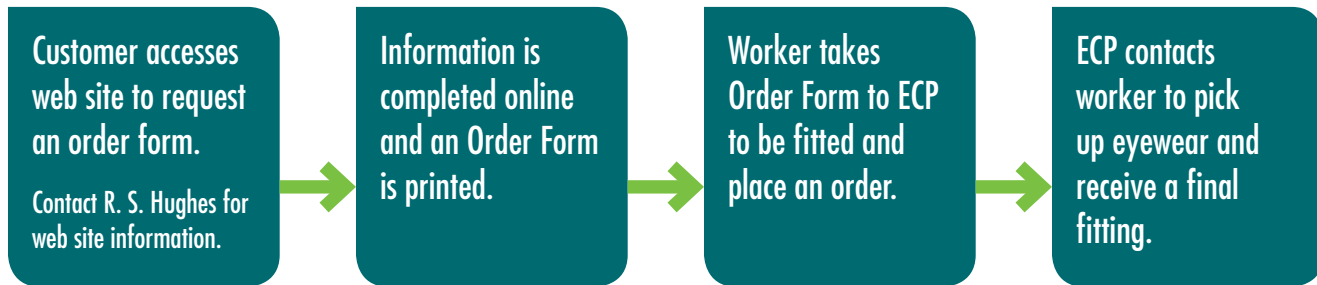 Customer accesses
web site to request
an order form.
Contact R. S. Hughes for
web site information.
Information is
completed online
and an Order Form
is printed.
Worker takes
Order Form to ECP
to be fitted and
place an order.
ECP contacts
worker to pick
up eyewear and
receive a final
fitting.